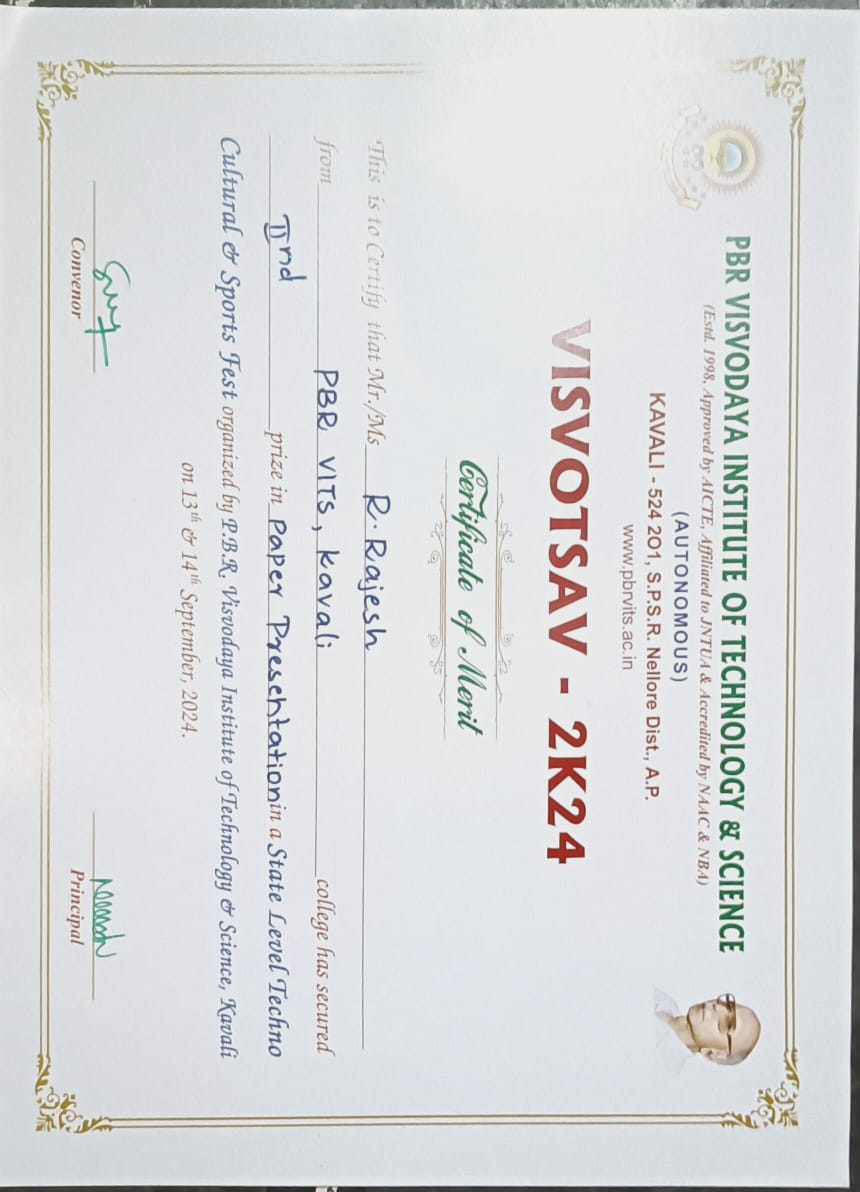 PBR VISVODAYA INSTITUTE OF TECHNOLOGY & SCIENCE
(Estd. 1998, Approved by AICTE, Affiliated to JNTUA & Accredited by NAAC & NBA)
(AUTONOMOUS)
KAVALI - 524 201, S.P.S.R. Nellore Dist., A.P.
www.pbrvits.ac.in
VISVOTSAV - 2K24
Certificate of Merit
This is to Certify that Mr./Ms R. Rajesh
from PBR VITS, Kavali college has secured
IInd prize in Paper Presentation in a State Level Techno
Cultural & Sports Fest organized by P.B.R. Visvodaya Institute of Technology & Science, Kavali
on 13th & 14th September, 2024.
Convenor
Principal